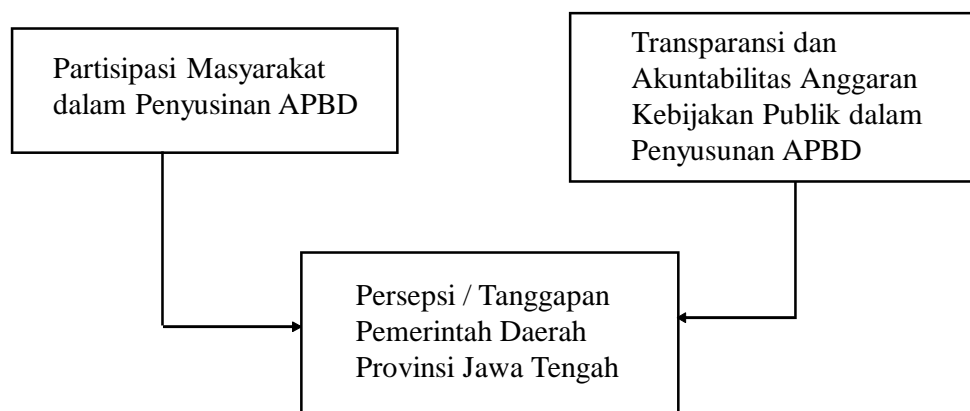 Partisipasi Masyarakat
dalam Penyusinan APBD
Transparansi dan
Akuntabilitas Anggaran
Kebijakan Publik dalam
Penyusunan APBD
Persepsi / Tanggapan
Pemerintah Daerah
Provinsi Jawa Tengah